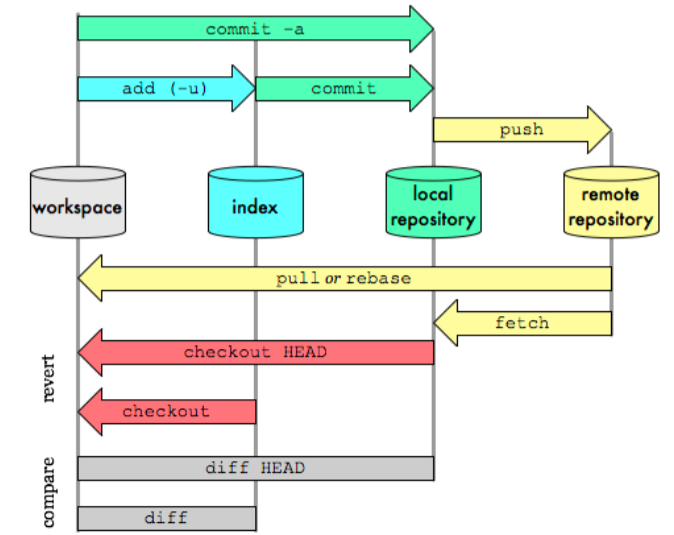 commit -a
add (-u)
commit
push
workspace
index
local
repository
remote
repository
pull or rebase
fetch
revert
checkout HEAD
checkout
compare
diff HEAD
diff